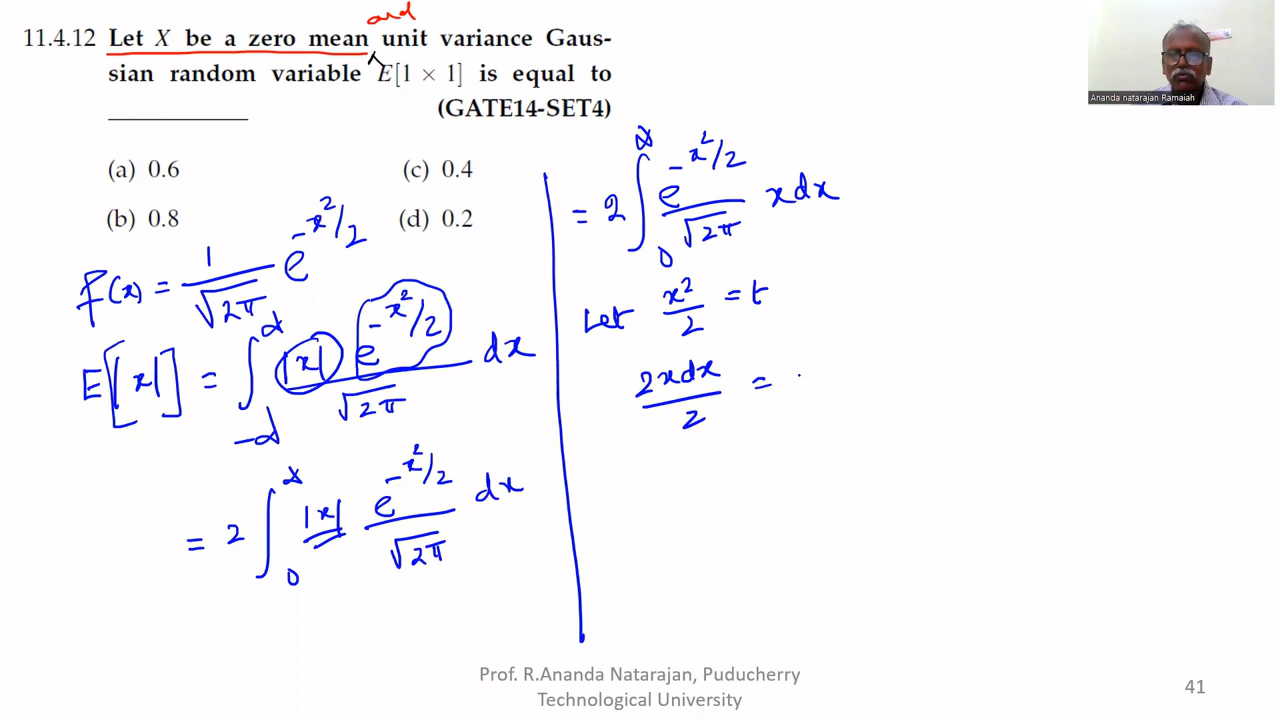 and
11.4.12 Let X be a zero mean unit variance Gaus-
sian random variable E[1 × 1] is equal to
(GATE14-SET4)
(a) 0.6 (c) 0.4
(b) 0.8 (d) 0.2
f(x) = 1/√2π e^{-x²/2}
E[|x|] = ∫_{-∞}^{∞} |x| e^{-x²/2}/√2π dx
= 2 ∫_0^∞ |x| e^{-x²/2}/√2π dx
= 2 ∫_0^∞ e^{-x²/2}/√2π x dx
Let x²/2 = t
2xdx/2 =
Ananda natarajan Ramaiah
Prof. R.Ananda Natarajan, Puducherry
Technological University
41